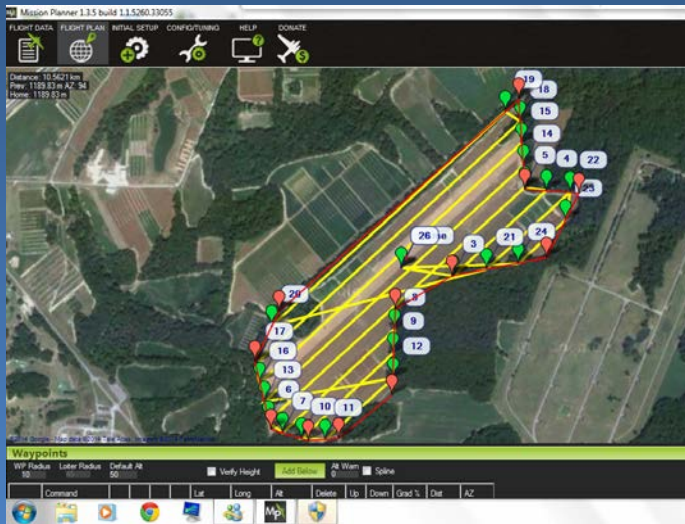 Mission Planner 1.3.5 build 1.1.5260.33055
FLIGHT DATA FLIGHT PLAN INITIAL SETUP CONFIG/TUNING HELP DONATE
Distance: 10.5621 km
Prev: 1189.83 m AZ: 94
Home: 1189.83 m
19
18
15
14
5 4 22
23
26 me 3 21 24
8
20
9
17
12
16
13
6
7 10 11
Waypoints
WP Radius Loiter Radius Default Alt Alt Warn
10 50 Verify Height Add Below 0 Spline
Command Lat Long Alt Delete Up Down Grad % Dist AZ